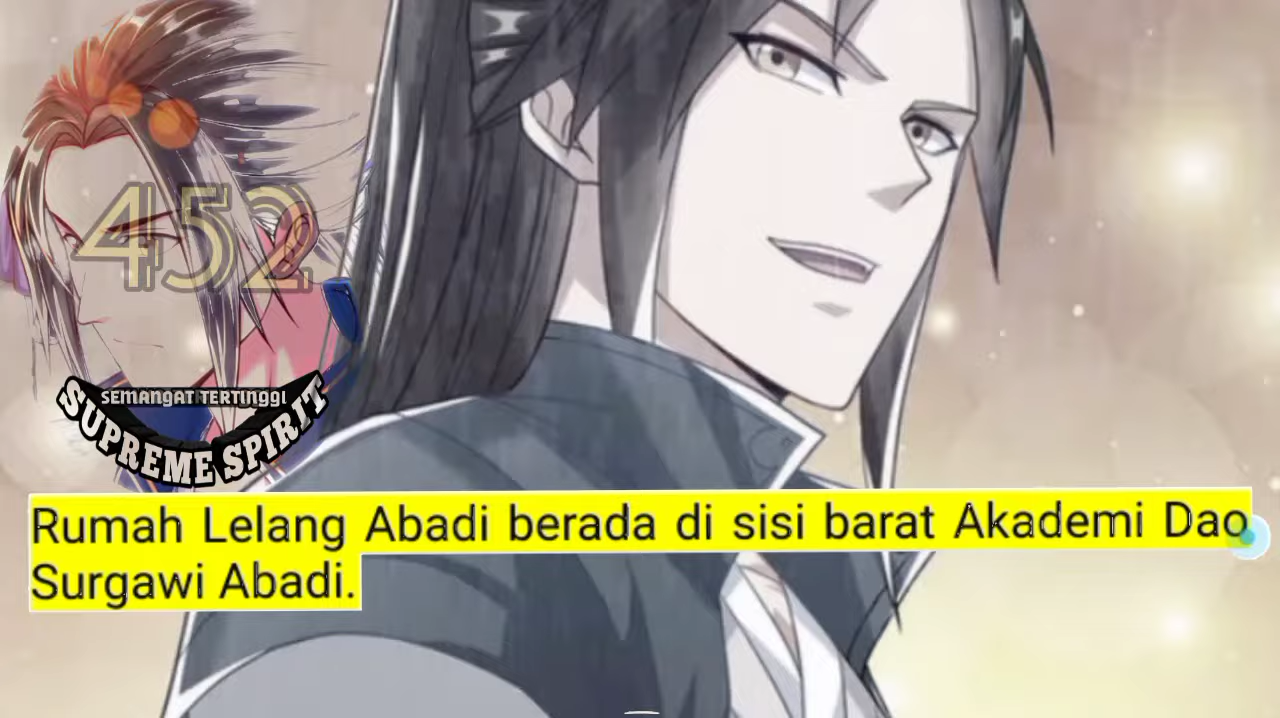 452
SEMANGAT TERTINGGI
SUPREME SPIRIT
Rumah Lelang Abadi berada di sisi barat Akademi Dao
Surgawi Abadi.